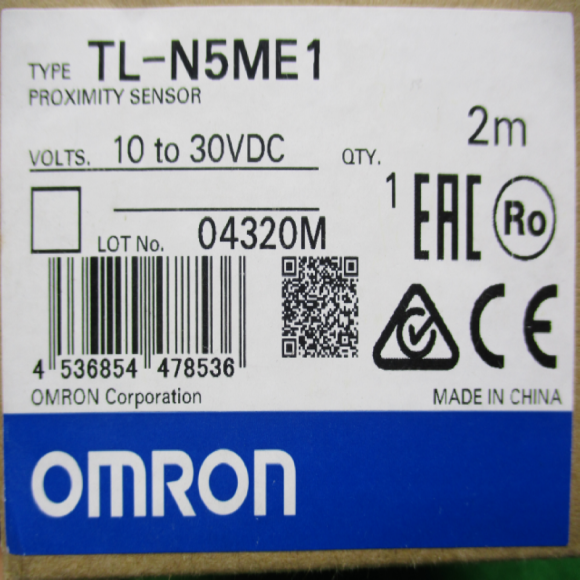 TYPE TL-N5ME1
PROXIMITY SENSOR
2m
VOLTS. 10 to 30VDC QTY.
1
EAC Ro
LOT No. 04320M
CE
4 536854 478536
OMRON Corporation MADE IN CHINA
OMRON